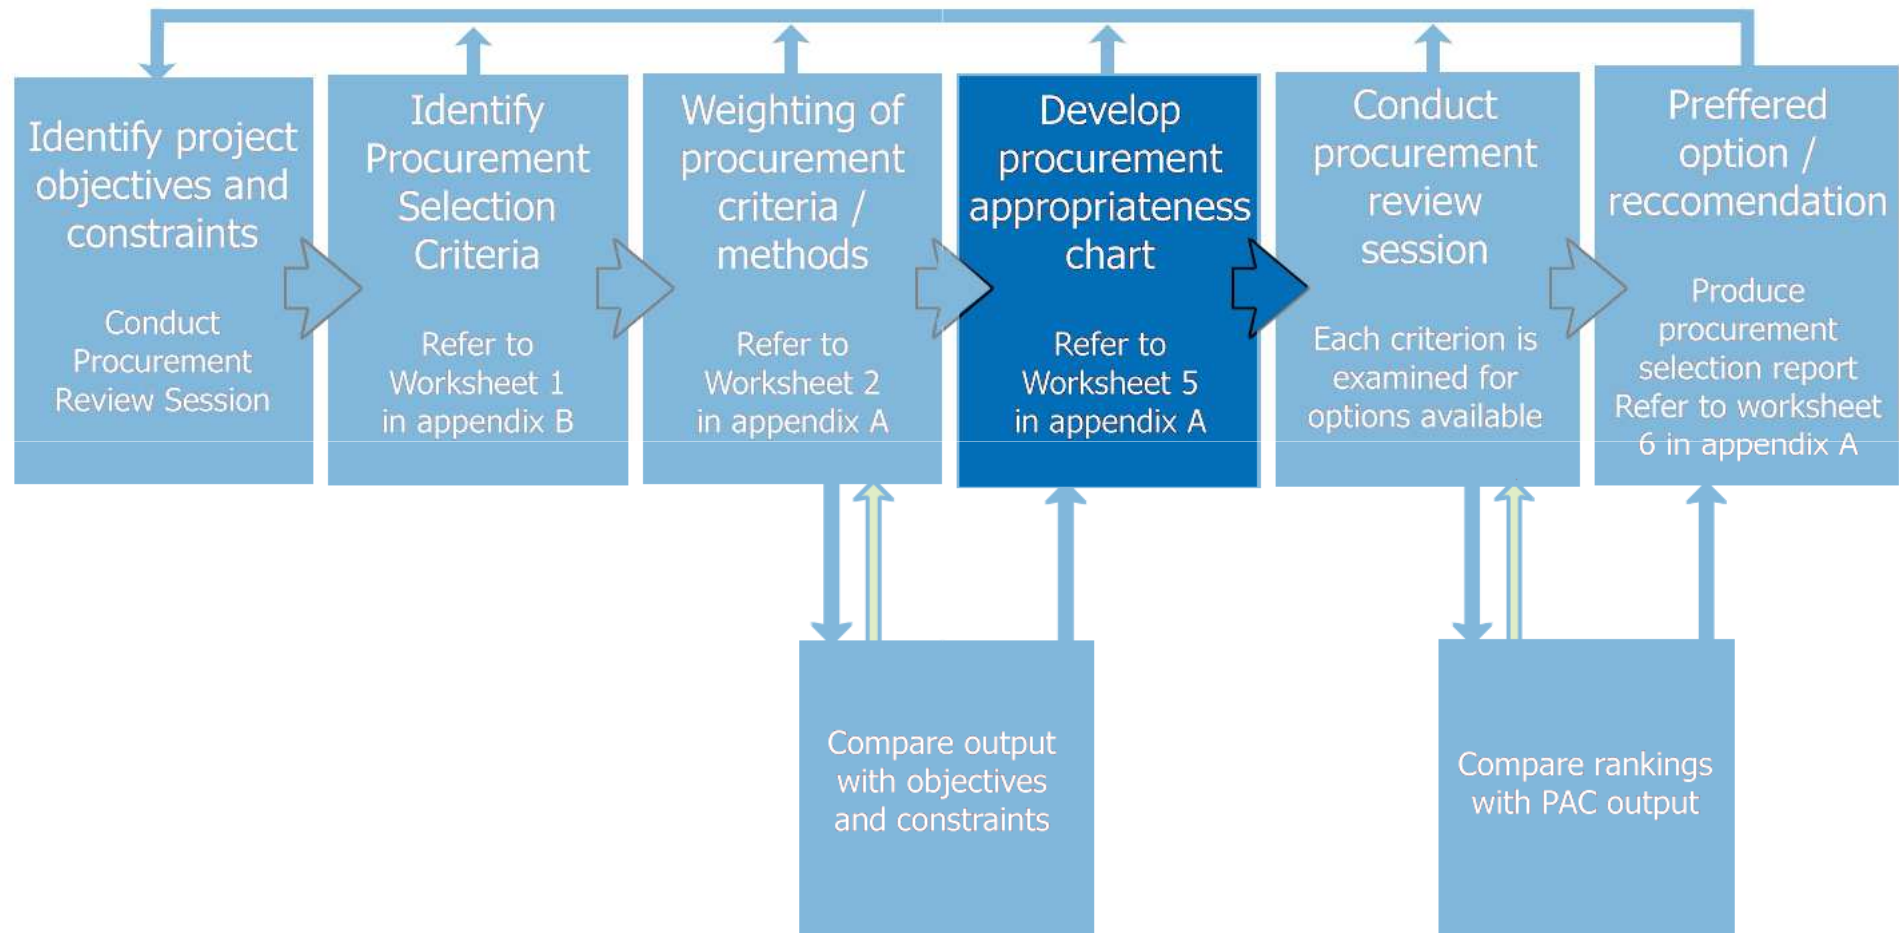 Identify project
objectives and
constraints
Conduct
Procurement
Review Session
Identify
Procurement
Selection
Criteria
Refer to
Worksheet 1
in appendix B
Weighting of
procurement
criteria /
methods
Refer to
Worksheet 2
in appendix A
Develop
procurement
appropriateness
chart
Refer to
Worksheet 5
in appendix A
Conduct
procurement
review
session
Each criterion is
examined for
options available
Preffered
option /
reccomendation
Produce
procurement
selection report
Refer to worksheet
6 in appendix A
Compare output
with objectives
and constraints
Compare rankings
with PAC output